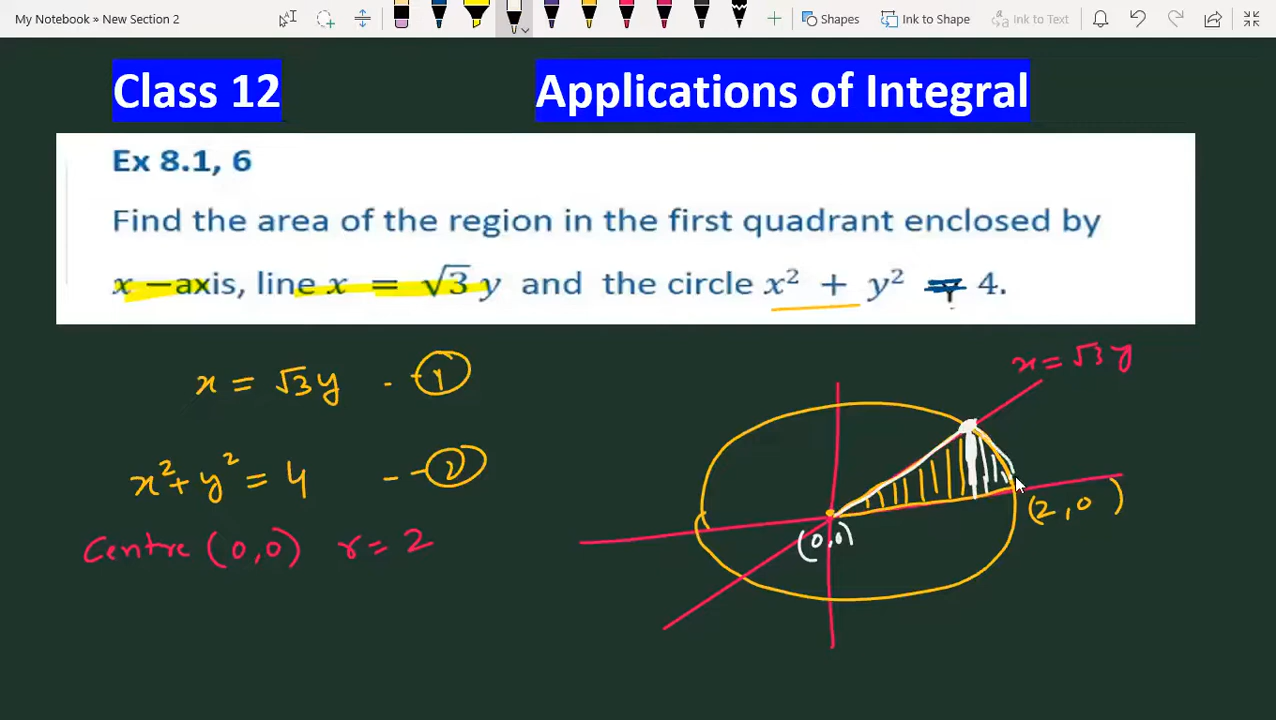 My Notebook » New Section 2
Shapes
Ink to Shape
Ink to Text
Class 12
Applications of Integral
Ex 8.1, 6
Find the area of the region in the first quadrant enclosed by
x −axis, line x = √3 y and the circle x² + y² = 4.
x = √3y - ①
x² + y² = 4 -- ②
Centre (0,0) r = 2
x = √3 y
(0,0)
(2,0)